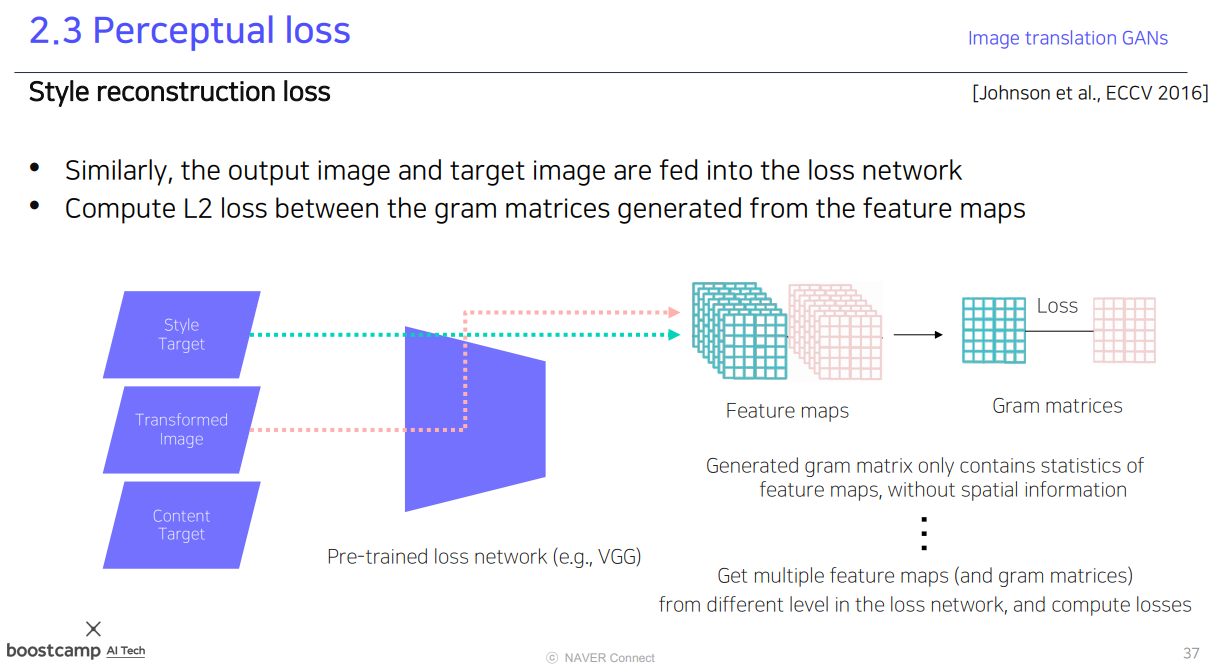 2.3 Perceptual loss
Image translation GANs
Style reconstruction loss
[Johnson et al., ECCV 2016]
• Similarly, the output image and target image are fed into the loss network
• Compute L2 loss between the gram matrices generated from the feature maps
Style
Target
Transformed
Image
Content
Target
Pre-trained loss network (e.g., VGG)
Feature maps
Loss
Gram matrices
Generated gram matrix only contains statistics of
feature maps, without spatial information
⋮
Get multiple feature maps (and gram matrices)
from different level in the loss network, and compute losses
boostcamp AI Tech
ⓒ NAVER Connect
37